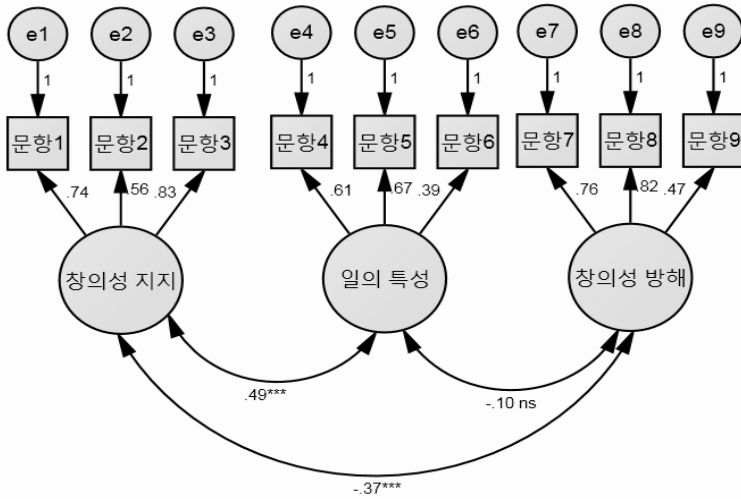 e1 e2 e3 e4 e5 e6 e7 e8 e9
1 1 1 1 1 1 1 1 1
문항1 문항2 문항3 문항4 문항5 문항6 문항7 문항8 문항9
.74 .56 .83 .61 .67 .39 .76 .82 .47
창의성 지지 일의 특성 창의성 방해
.49***
-.10 ns
-.37***